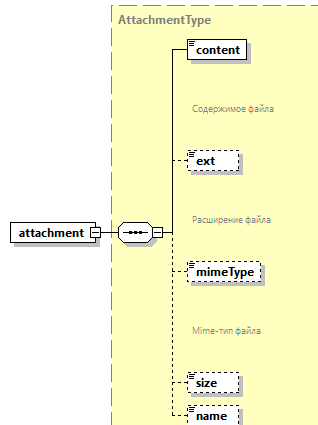 AttachmentType
content
Содержимое файла
ext
Расширение файла
attachment
mimeType
Mime-тип файла
size
name